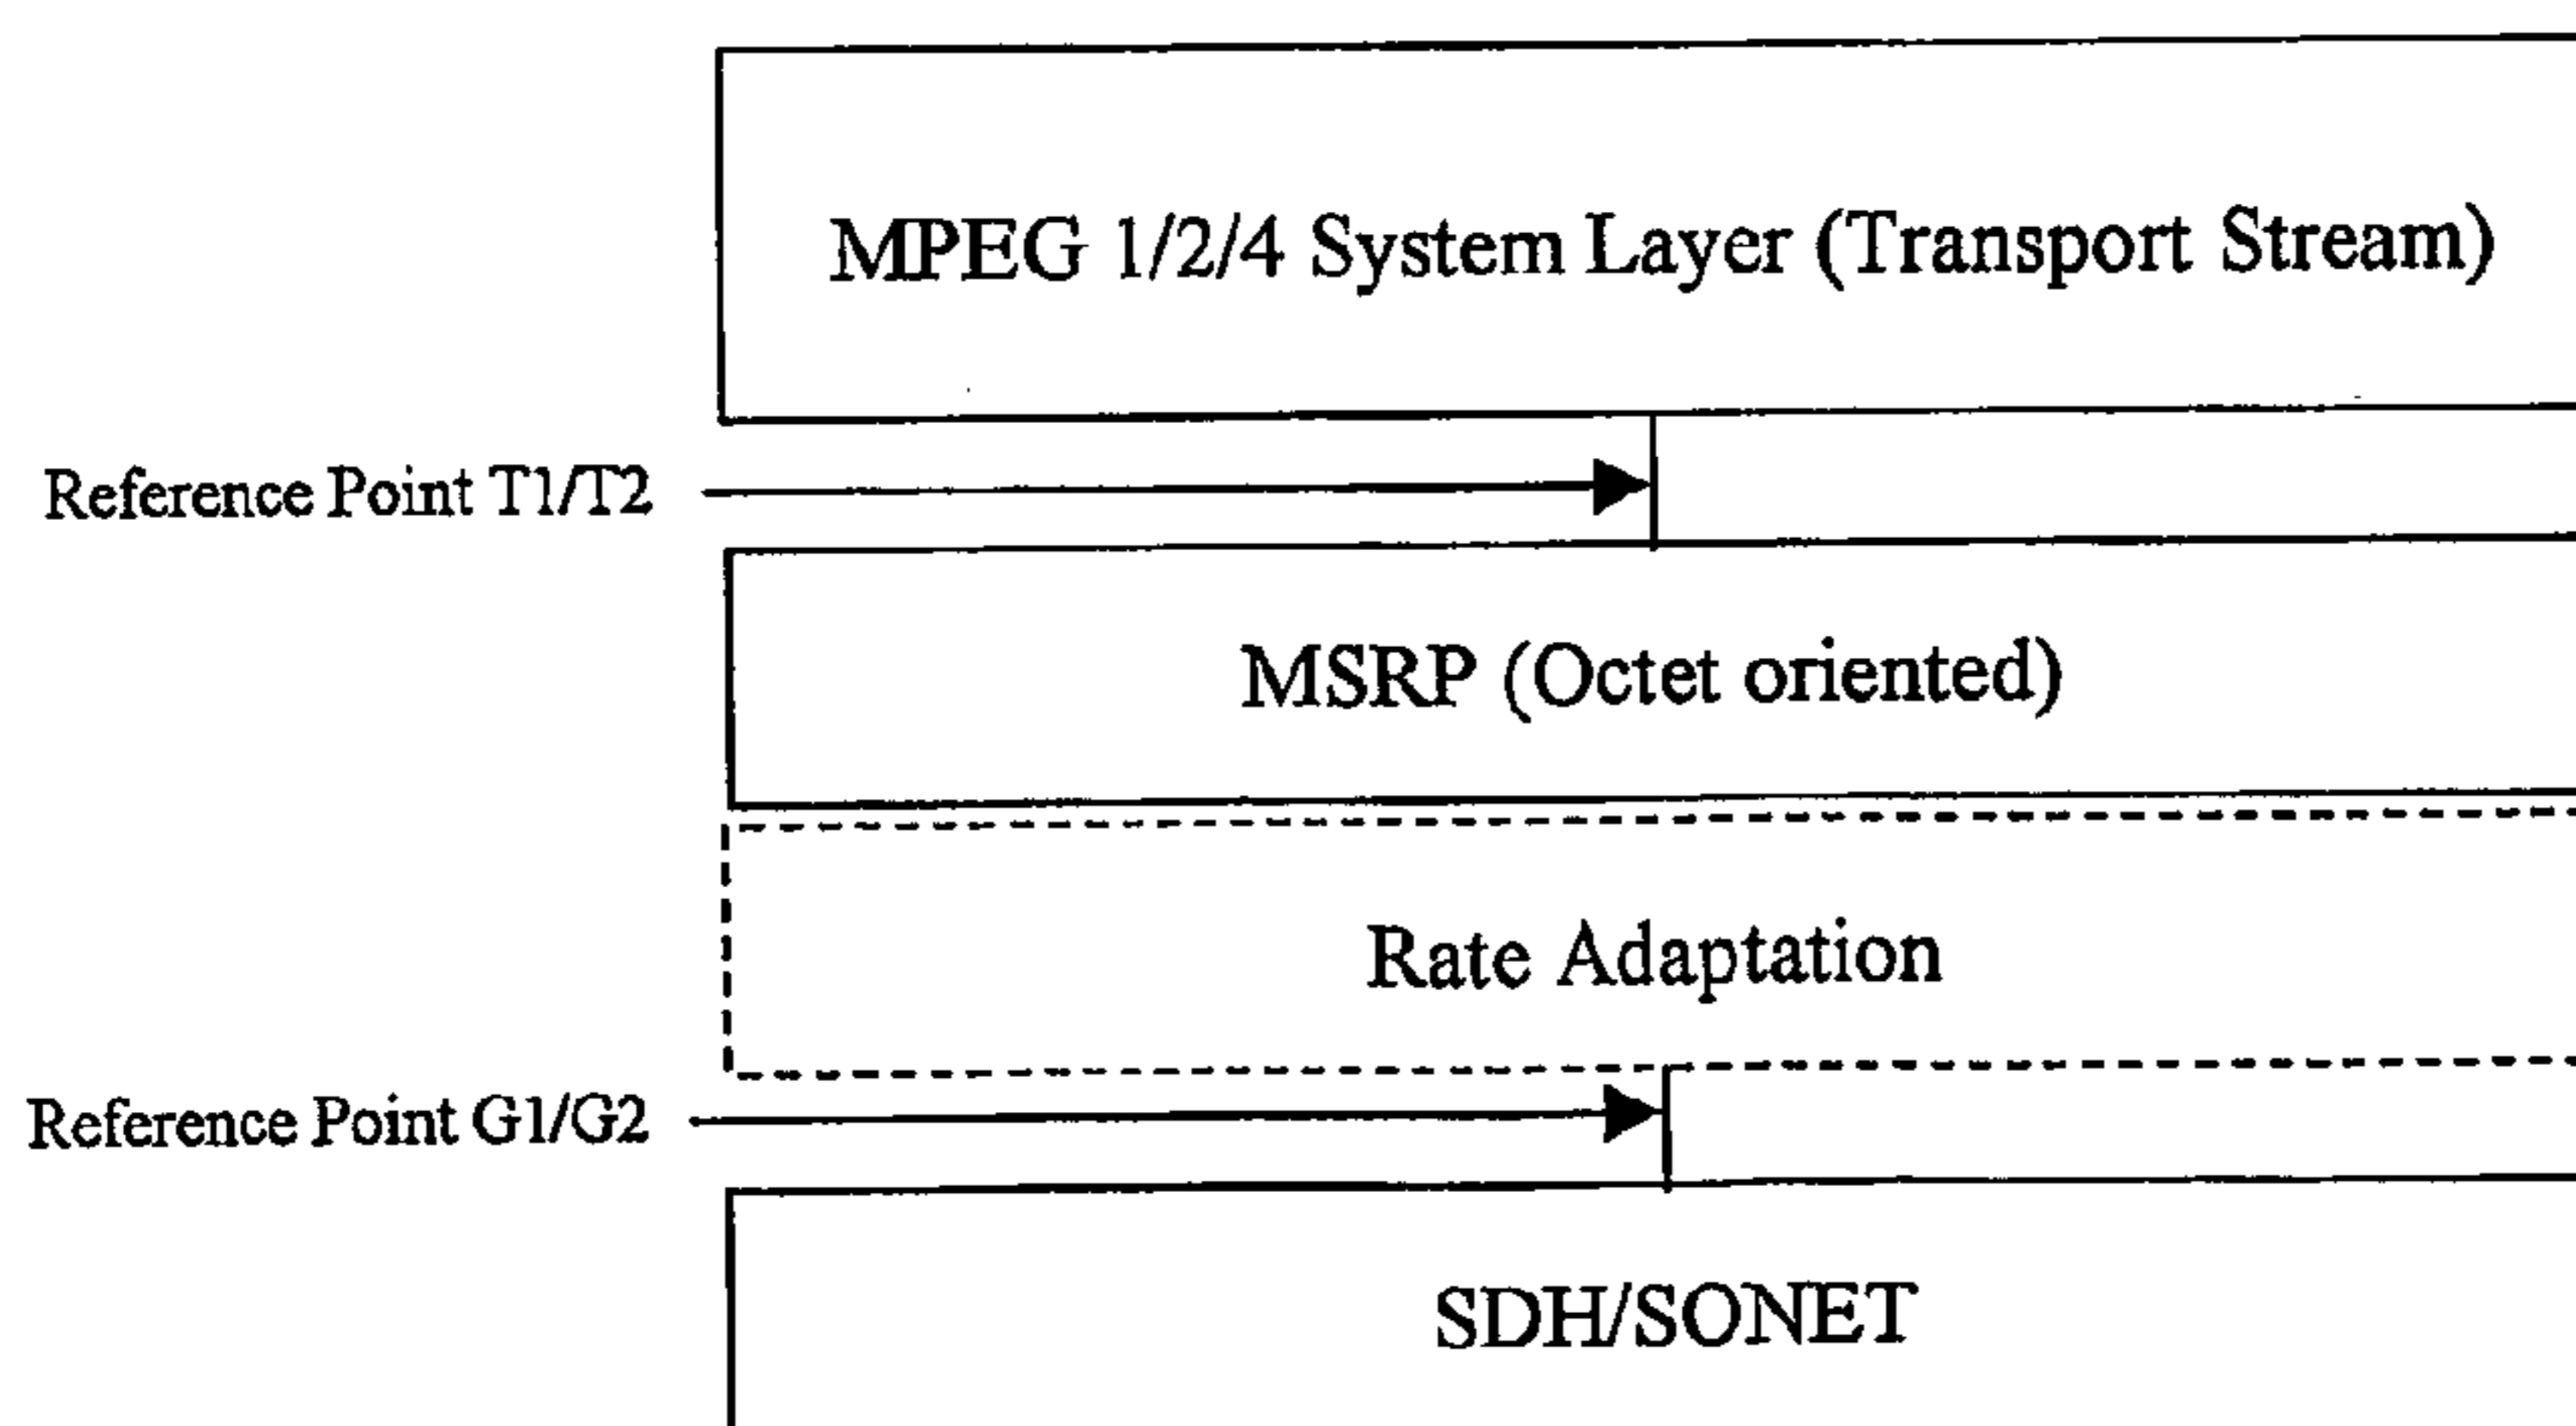 MPEG 1/2/4 System Layer (Transport Stream)
Reference Point T1/T2
MSRP (Octet oriented)
Rate Adaptation
Reference Point G1/G2
SDH/SONET